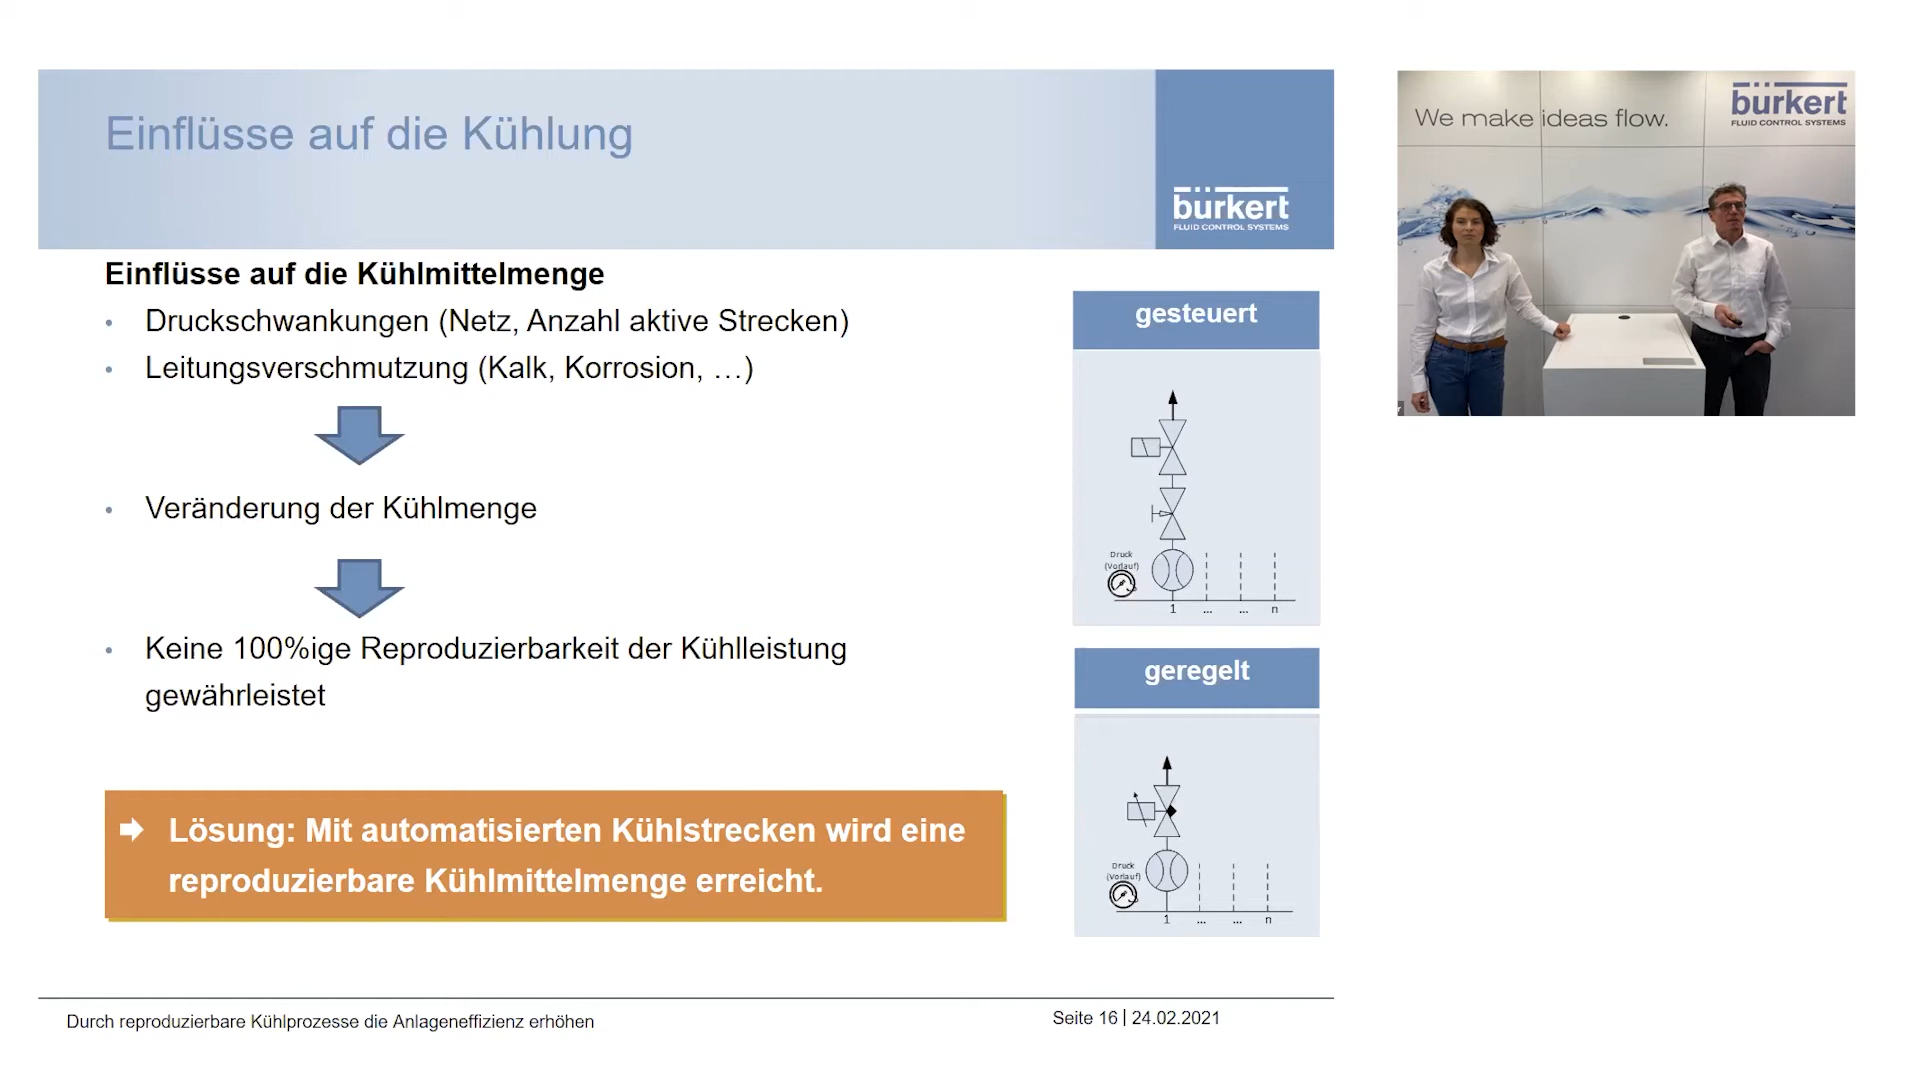 Einflüsse auf die Kühlung
bürkert
FLUID CONTROL SYSTEMS
Einflüsse auf die Kühlmittelmenge
• Druckschwankungen (Netz, Anzahl aktive Strecken)
• Leitungsverschmutzung (Kalk, Korrosion, …)
• Veränderung der Kühlmenge
• Keine 100%ige Reproduzierbarkeit der Kühlleistung
gewährleistet
Lösung: Mit automatisierten Kühlstrecken wird eine
reproduzierbare Kühlmittelmenge erreicht.
gesteuert
Druck
(Vorlauf)
1 ... ... n
geregelt
Druck
(Vorlauf)
1 ... ... n
Durch reproduzierbare Kühlprozesse die Anlageneffizienz erhöhen
Seite 16 | 24.02.2021
We make ideas flow.
bürkert
FLUID CONTROL SYSTEMS